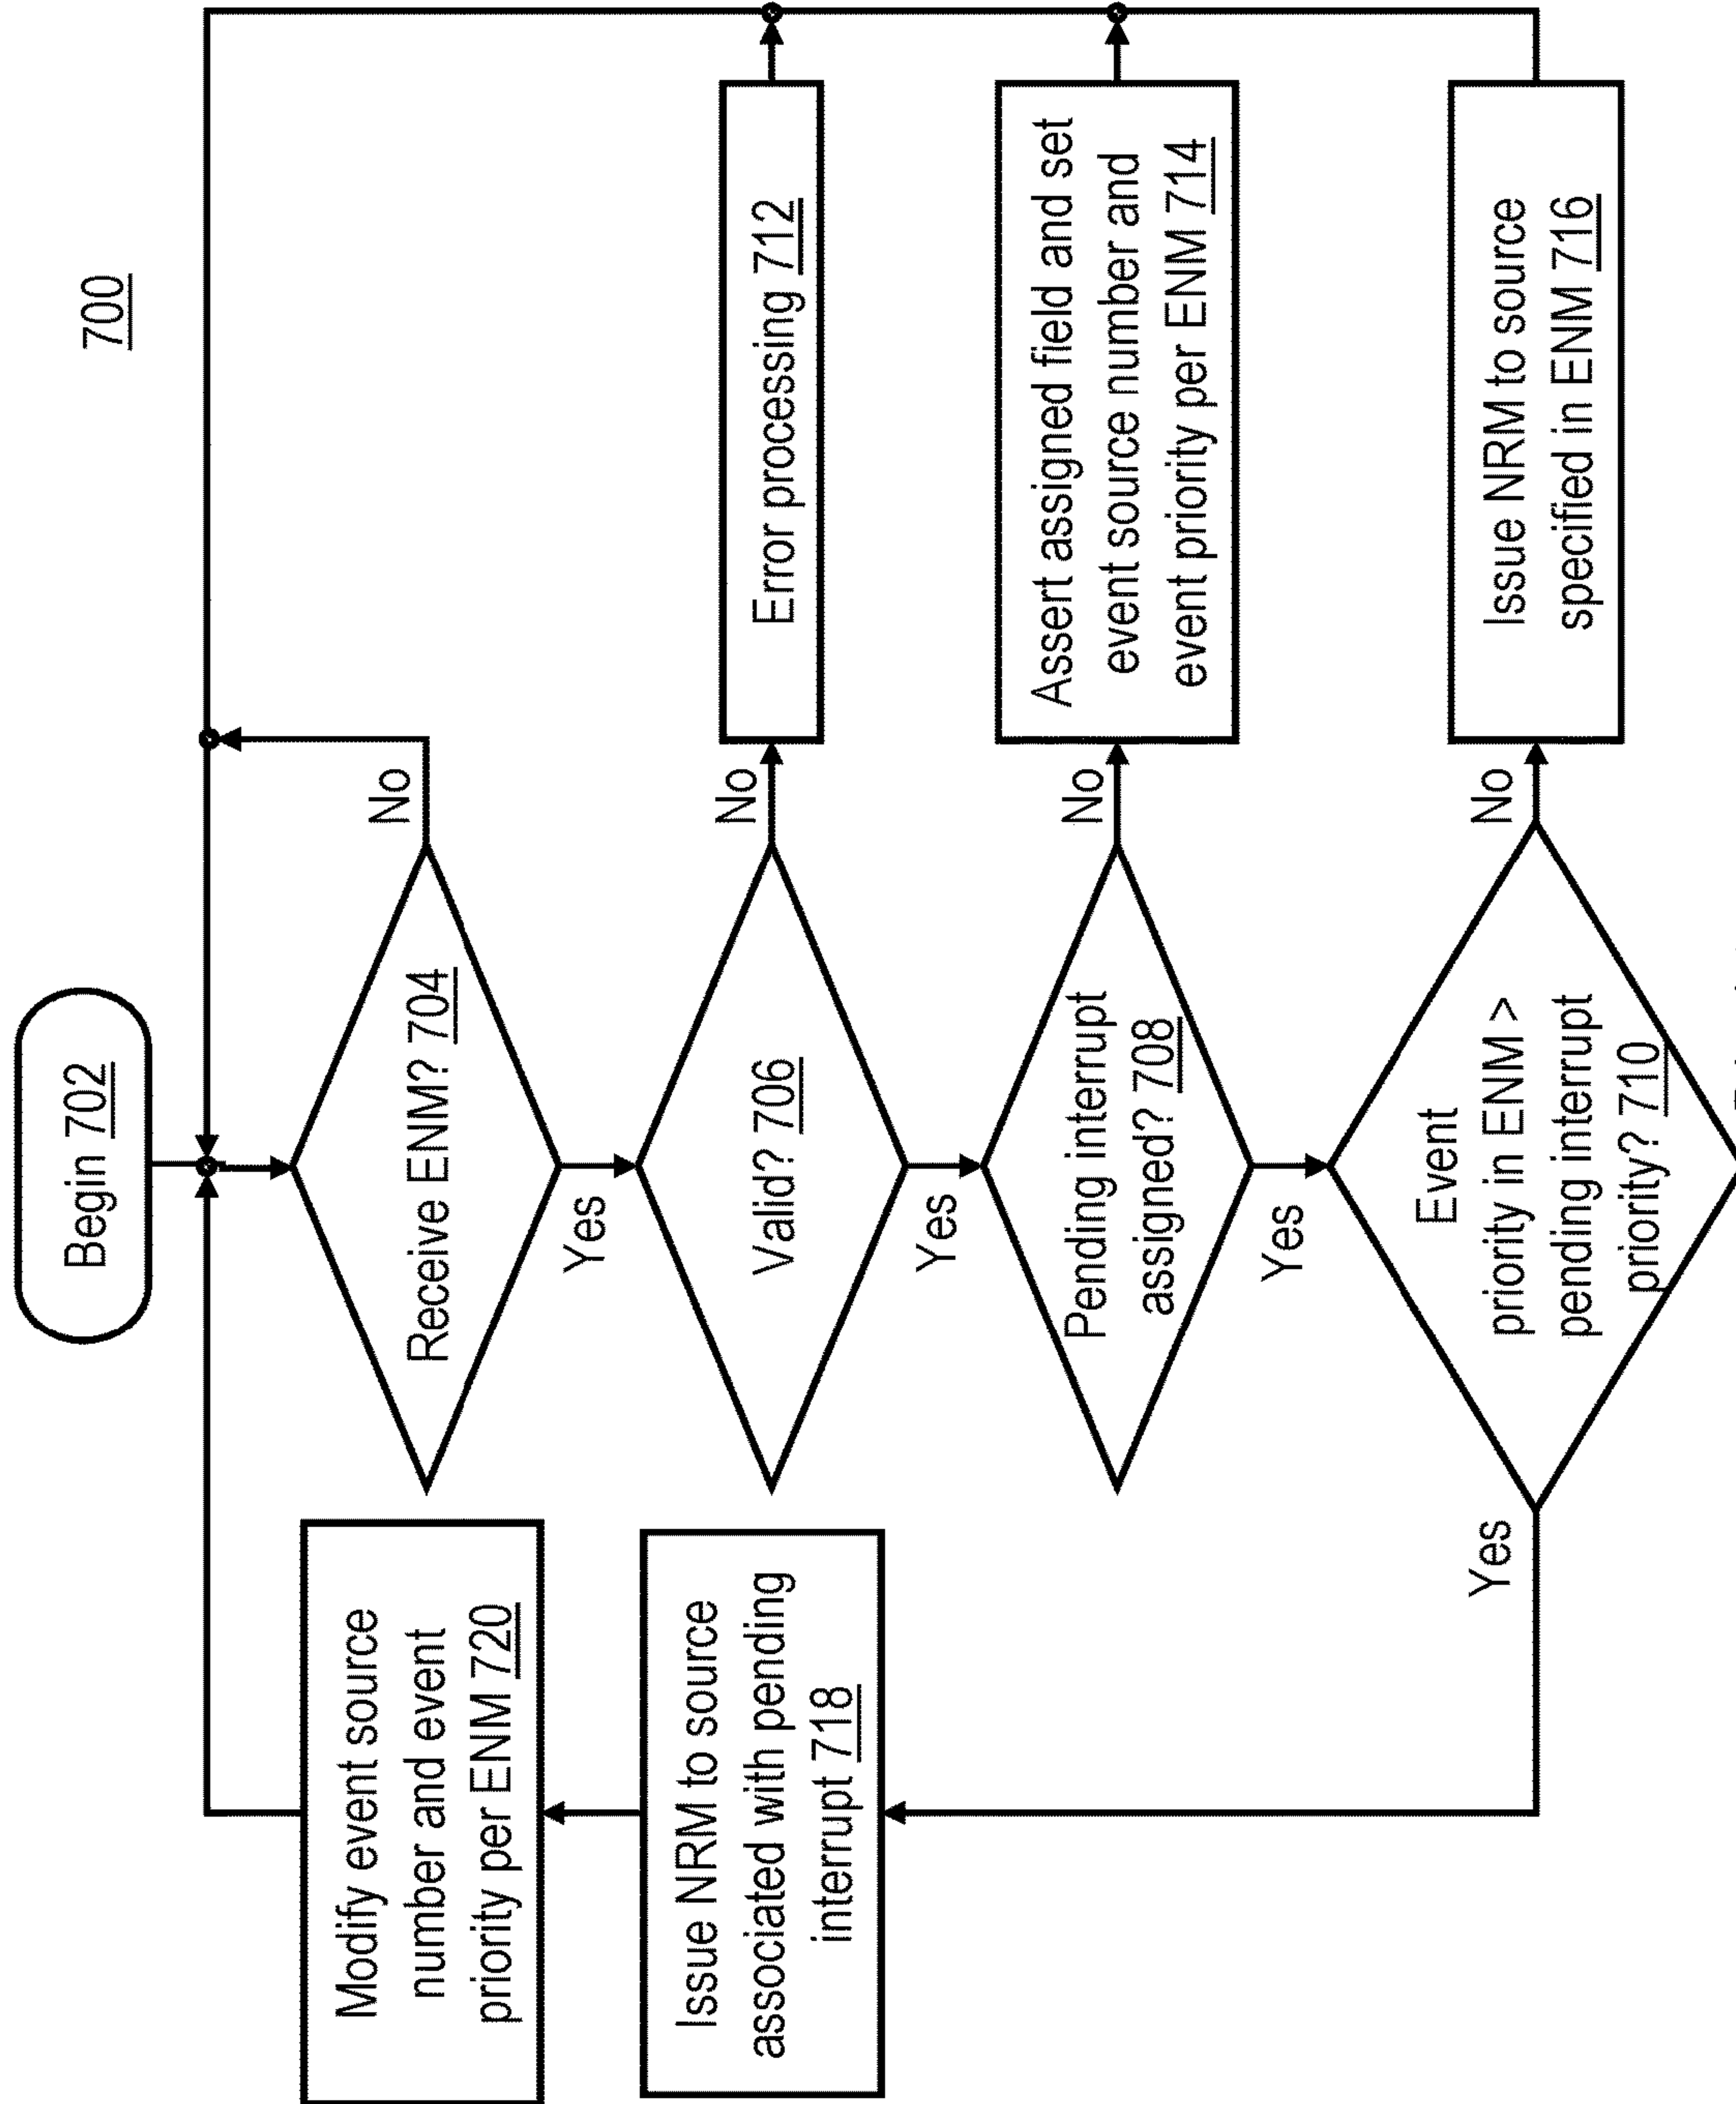 700
Begin 702
Receive ENM? 704
No
Yes
Valid? 706
No
Error processing 712
Yes
Pending interrupt
assigned? 708
No
Assert assigned field and set
event source number and
event priority per ENM 714
Yes
Event
priority in ENM >
pending interrupt
priority? 710
No
Issue NRM to source
specified in ENM 716
Yes
Issue NRM to source
associated with pending
interrupt 718
Modify event source
number and event
priority per ENM 720